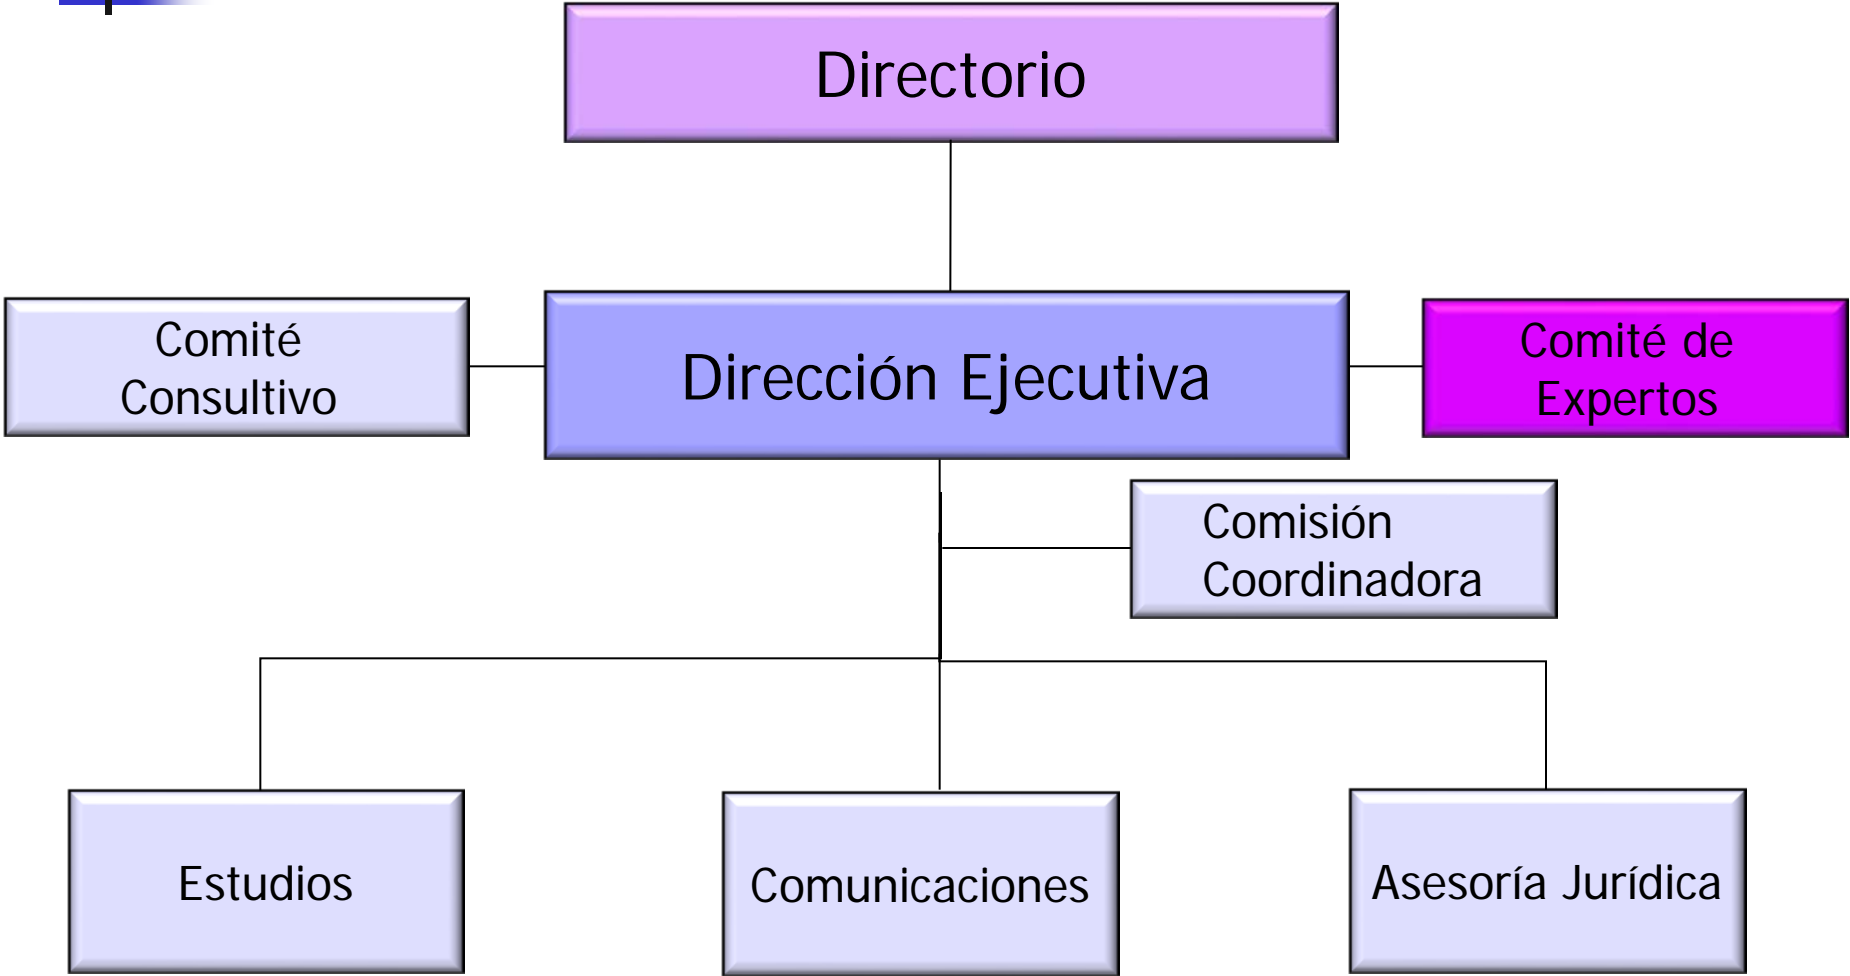 Directorio
Comité
Consultivo
Dirección Ejecutiva
Comité de
Expertos
Comisión
Coordinadora
Estudios
Comunicaciones
Asesoría Jurídica